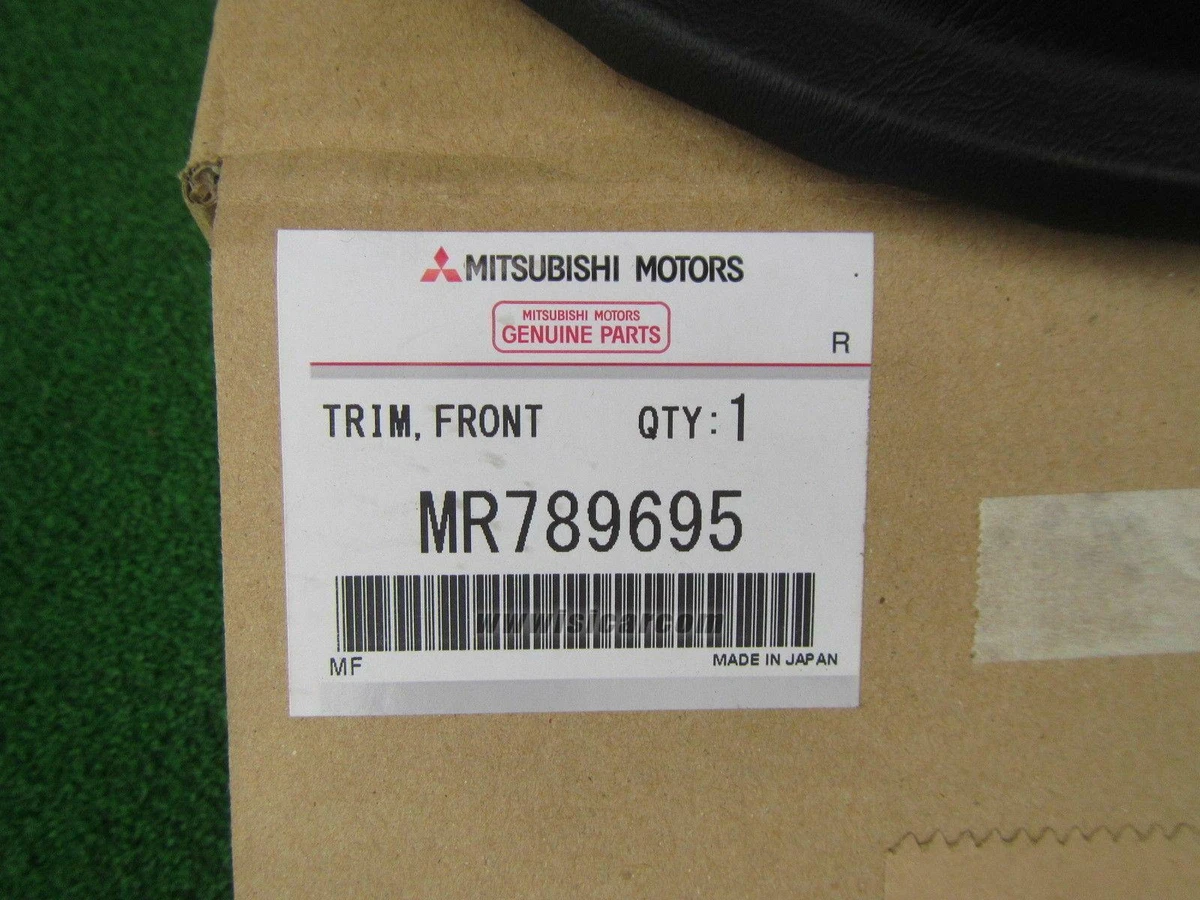 MITSUBISHI MOTORS
MITSUBISHI MOTORS
GENUINE PARTS
R
TRIM, FRONT QTY: 1
MR789695
www.isicar.com
MF MADE IN JAPAN